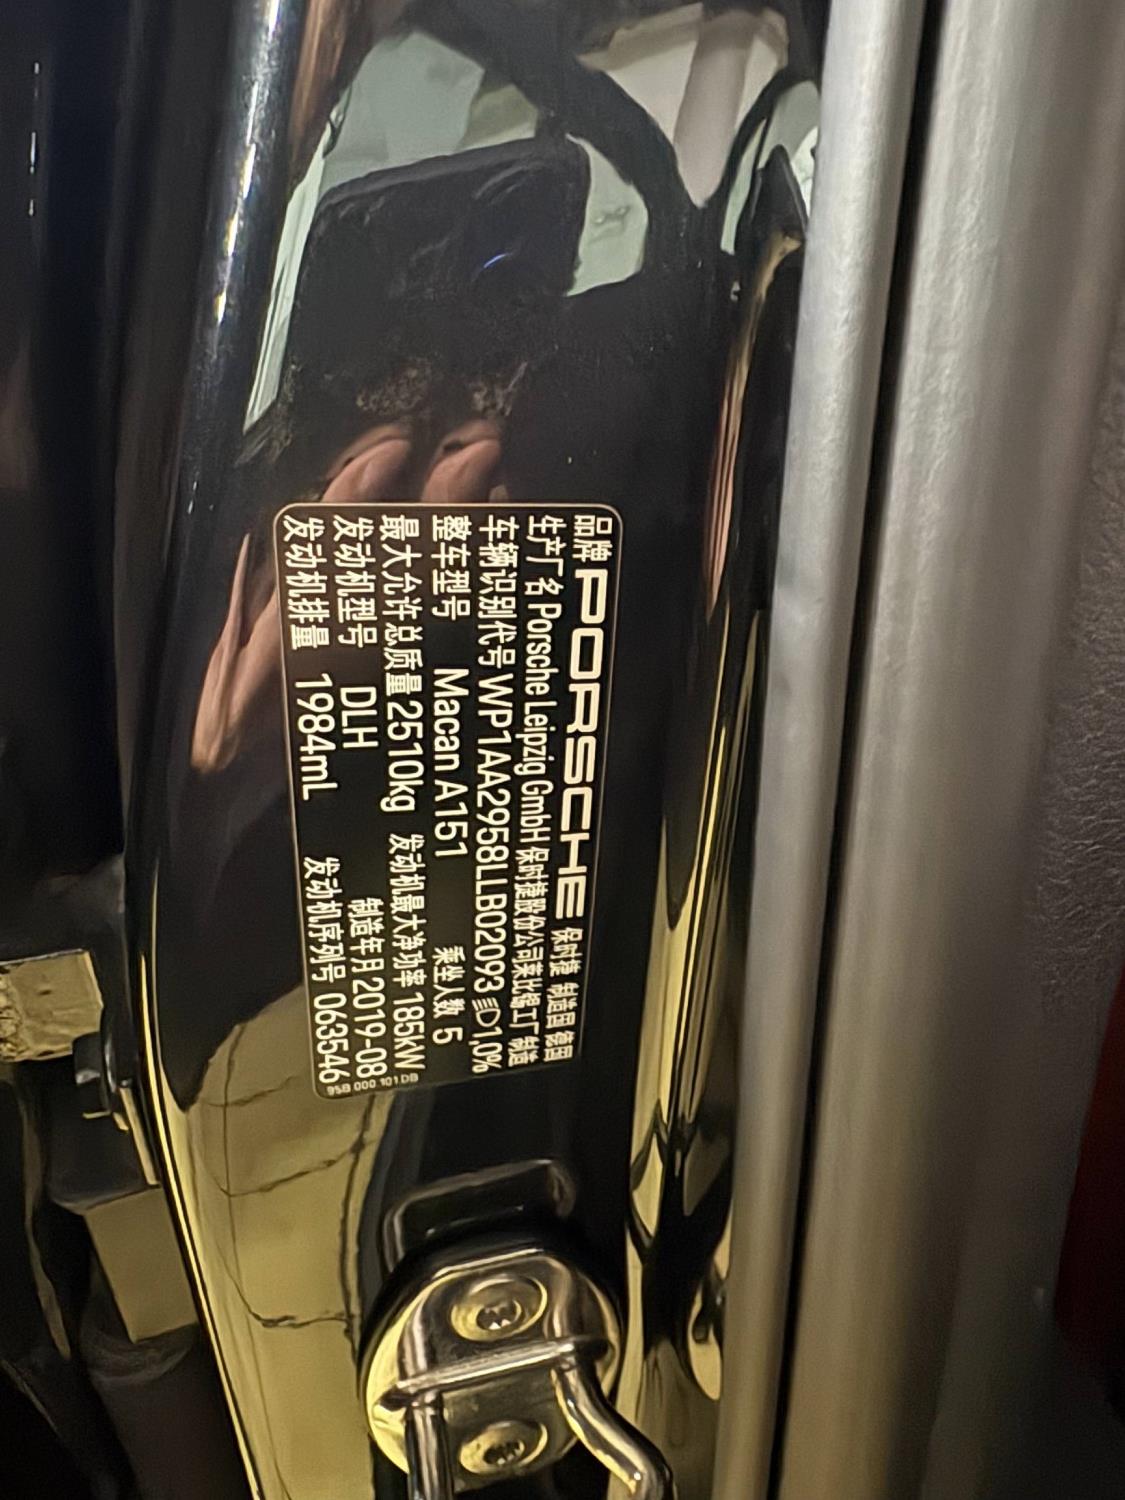 品牌 PORSCHE 保时捷 制造国 德国
生产厂名 Porsche Leipzig GmbH 保时捷股份公司莱比锡工厂制造
车辆识别代号 WP1AA2958LLB02093 1,0%
整车型号 Macan A151 乘坐人数 5
最大允许总质量 2510kg 发动机最大净功率 185kW
发动机型号 DLH 制造年月 2019-08
发动机排量 1984mL 发动机序列号 063546
95B 000 101 DB